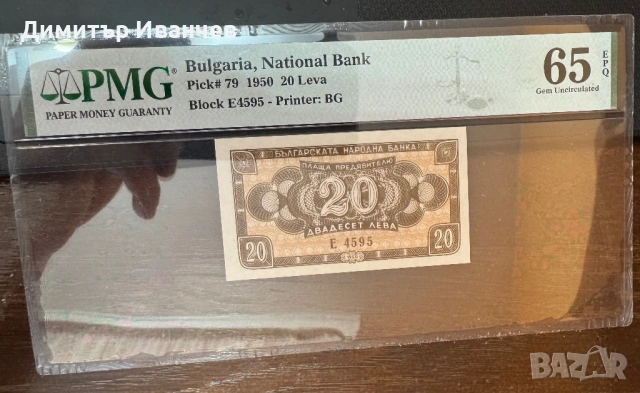 Димитър Иванчев
PMG®
PAPER MONEY GUARANTY
Bulgaria, National Bank
Pick# 79 1950 20 Leva
Block E4595 - Printer: BG
65 EPQ
Gem Uncirculated
БЪЛГАРСКАТА НАРОДНА БАНКА
ПЛАЩА ПРЕДЯВИТЕЛЮ
20
ДВАДЕСЕТ ЛЕВА
20 E 4595 20
BAZAR